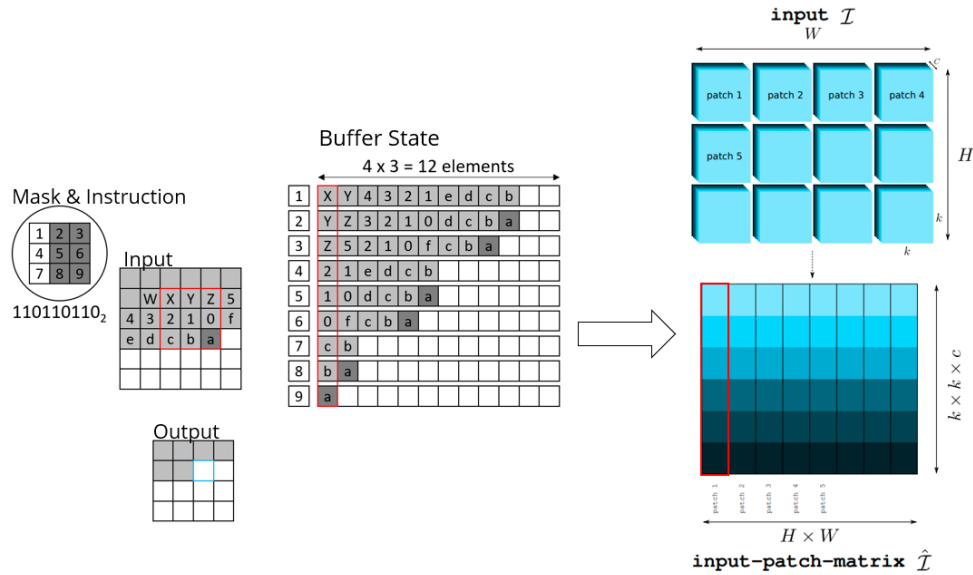 Mask & Instruction
1 2 3
4 5 6
7 8 9
110110110₂
Input
W X Y Z 5
4 3 2 1 0 f
e d c b a
Output
Buffer State
4 x 3 = 12 elements
1 X Y 4 3 2 1 e d c b
2 Y Z 3 2 1 0 d c b a
3 Z 5 2 1 0 f c b a
4 2 1 e d c b
5 1 0 d c b a
6 0 f c b a
7 c b
8 b a
9 a
input I
W
c
patch 1 patch 2 patch 3 patch 4
patch 5
H
k
k
k × k × c
patch 1
patch 2
patch 3
patch 4
patch 5
H × W
input-patch-matrix Î